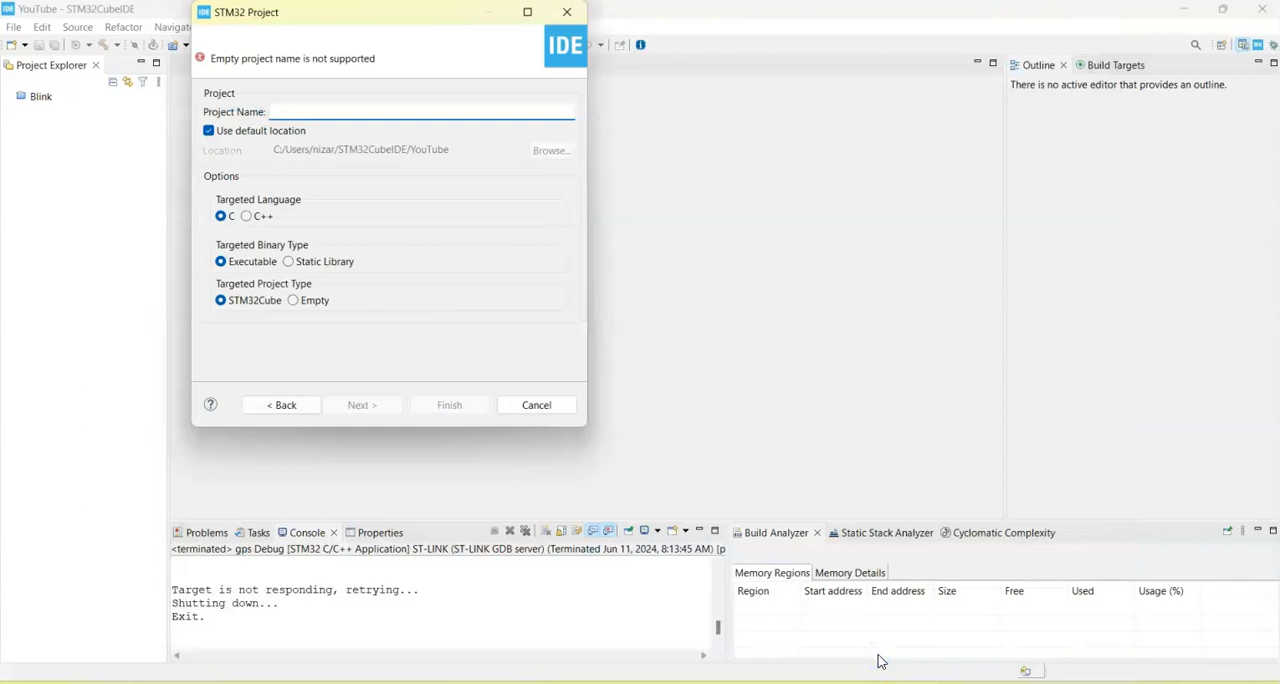 IDE YouTube - STM32CubeIDE
File Edit Source Refactor Navigate
IDE STM32 Project
Empty project name is not supported
IDE
Project
Project Name:
Use default location
Location: C:/Users/nizar/STM32CubeIDE/YouTube Browse...
Options
Targeted Language
C C++
Targeted Binary Type
Executable Static Library
Targeted Project Type
STM32Cube Empty
? < Back Next > Finish Cancel
Project Explorer
Blink
Outline Build Targets
There is no active editor that provides an outline.
Problems Tasks Console Properties
<terminated> gps Debug [STM32 C/C++ Application] ST-LINK (ST-LINK GDB server) (Terminated Jun 11, 2024, 8:13:45 AM) [p
Target is not responding, retrying...
Shutting down...
Exit.
Build Analyzer Static Stack Analyzer Cyclomatic Complexity
Memory Regions Memory Details
Region Start address End address Size Free Used Usage (%)